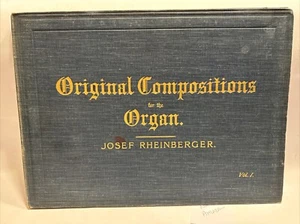 Original Compositions
for the
Organ.
JOSEF RHEINBERGER.
Vol. I.